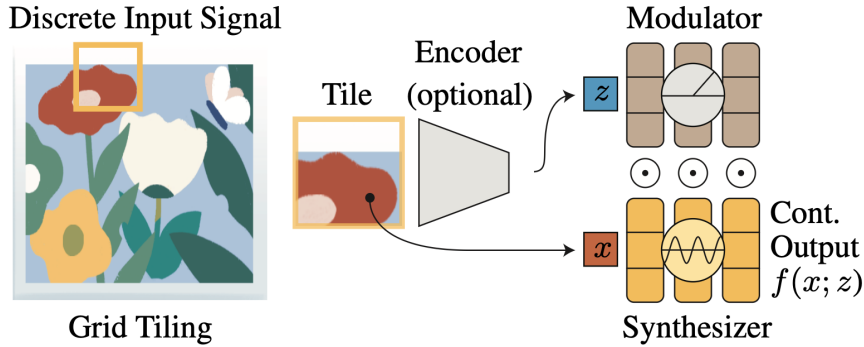 Discrete Input Signal
Grid Tiling
Tile
Encoder
(optional)
z
x
Modulator
Cont.
Output
f(x; z)
Synthesizer